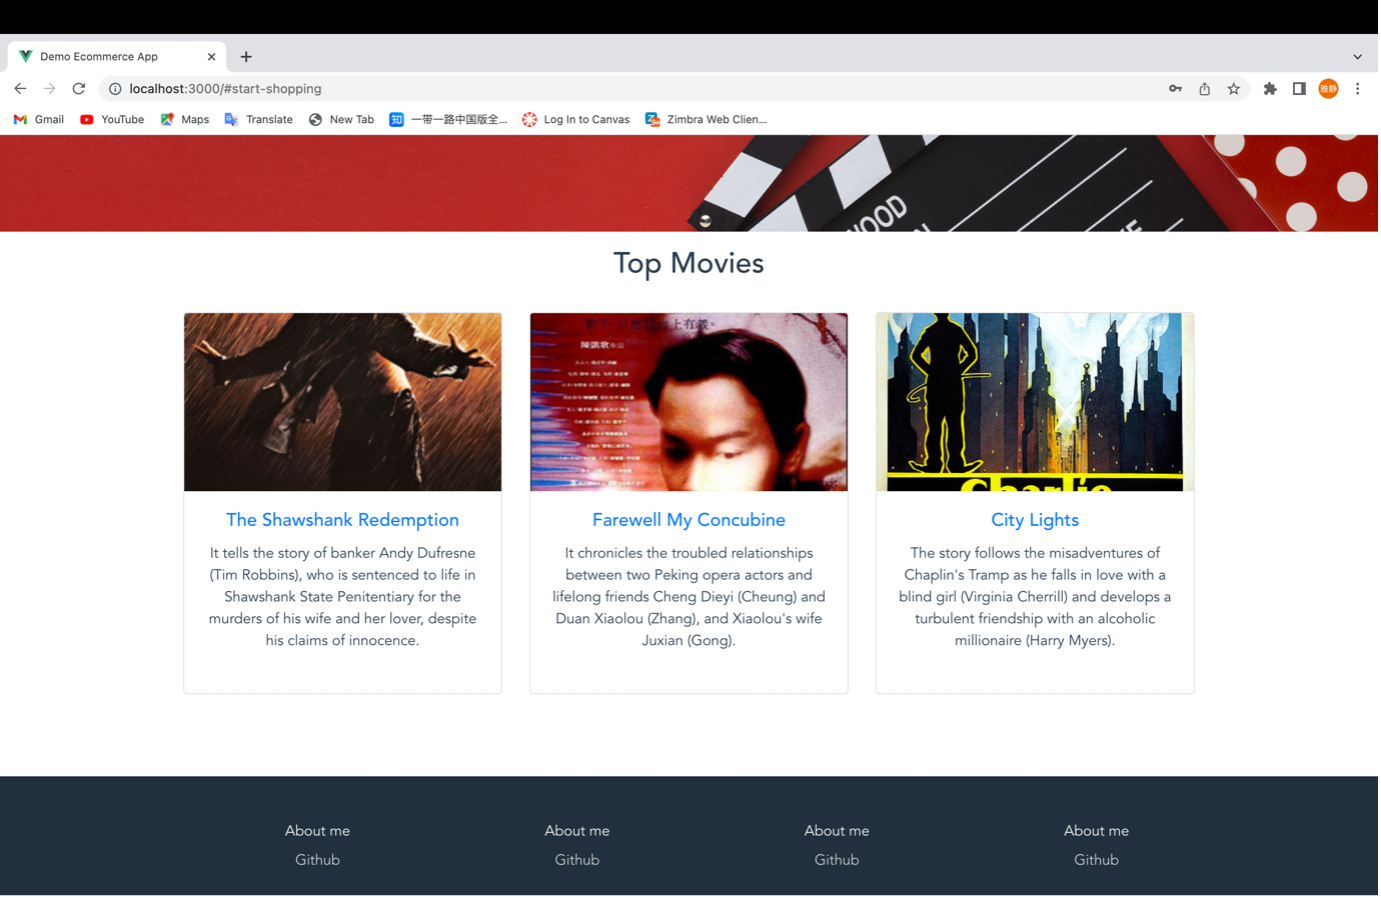 Demo Ecommerce App
localhost:3000/#start-shopping
雅静
Gmail YouTube Maps Translate New Tab 知 一带一路中国版全... Log In to Canvas Zimbra Web Clien...
Top Movies
The Shawshank Redemption
It tells the story of banker Andy Dufresne
(Tim Robbins), who is sentenced to life in
Shawshank State Penitentiary for the
murders of his wife and her lover, despite
his claims of innocence.
陳凱歌
Farewell My Concubine
It chronicles the troubled relationships
between two Peking opera actors and
lifelong friends Cheng Dieyi (Cheung) and
Duan Xiaolou (Zhang), and Xiaolou's wife
Juxian (Gong).
Charlie
City Lights
The story follows the misadventures of
Chaplin's Tramp as he falls in love with a
blind girl (Virginia Cherrill) and develops a
turbulent friendship with an alcoholic
millionaire (Harry Myers).
About me About me About me About me
Github Github Github Github